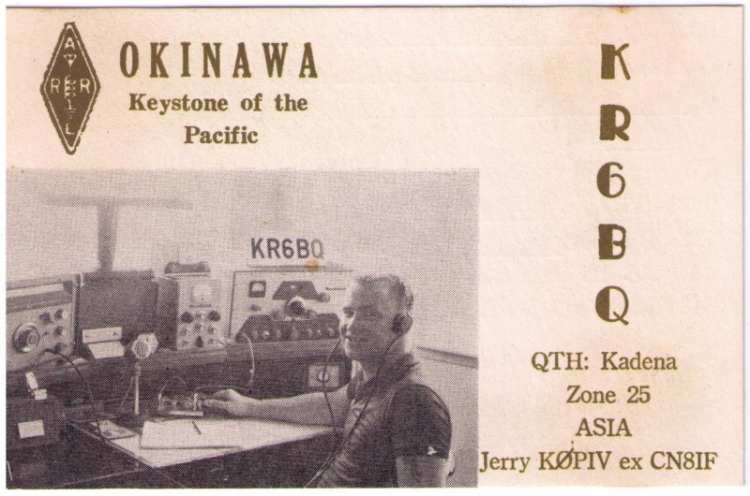 A
R R
L
OKINAWA
Keystone of the
Pacific
KR6BQ
K
R
6
B
Q
QTH: Kadena
Zone 25
ASIA
Jerry KØPIV ex CN8IF